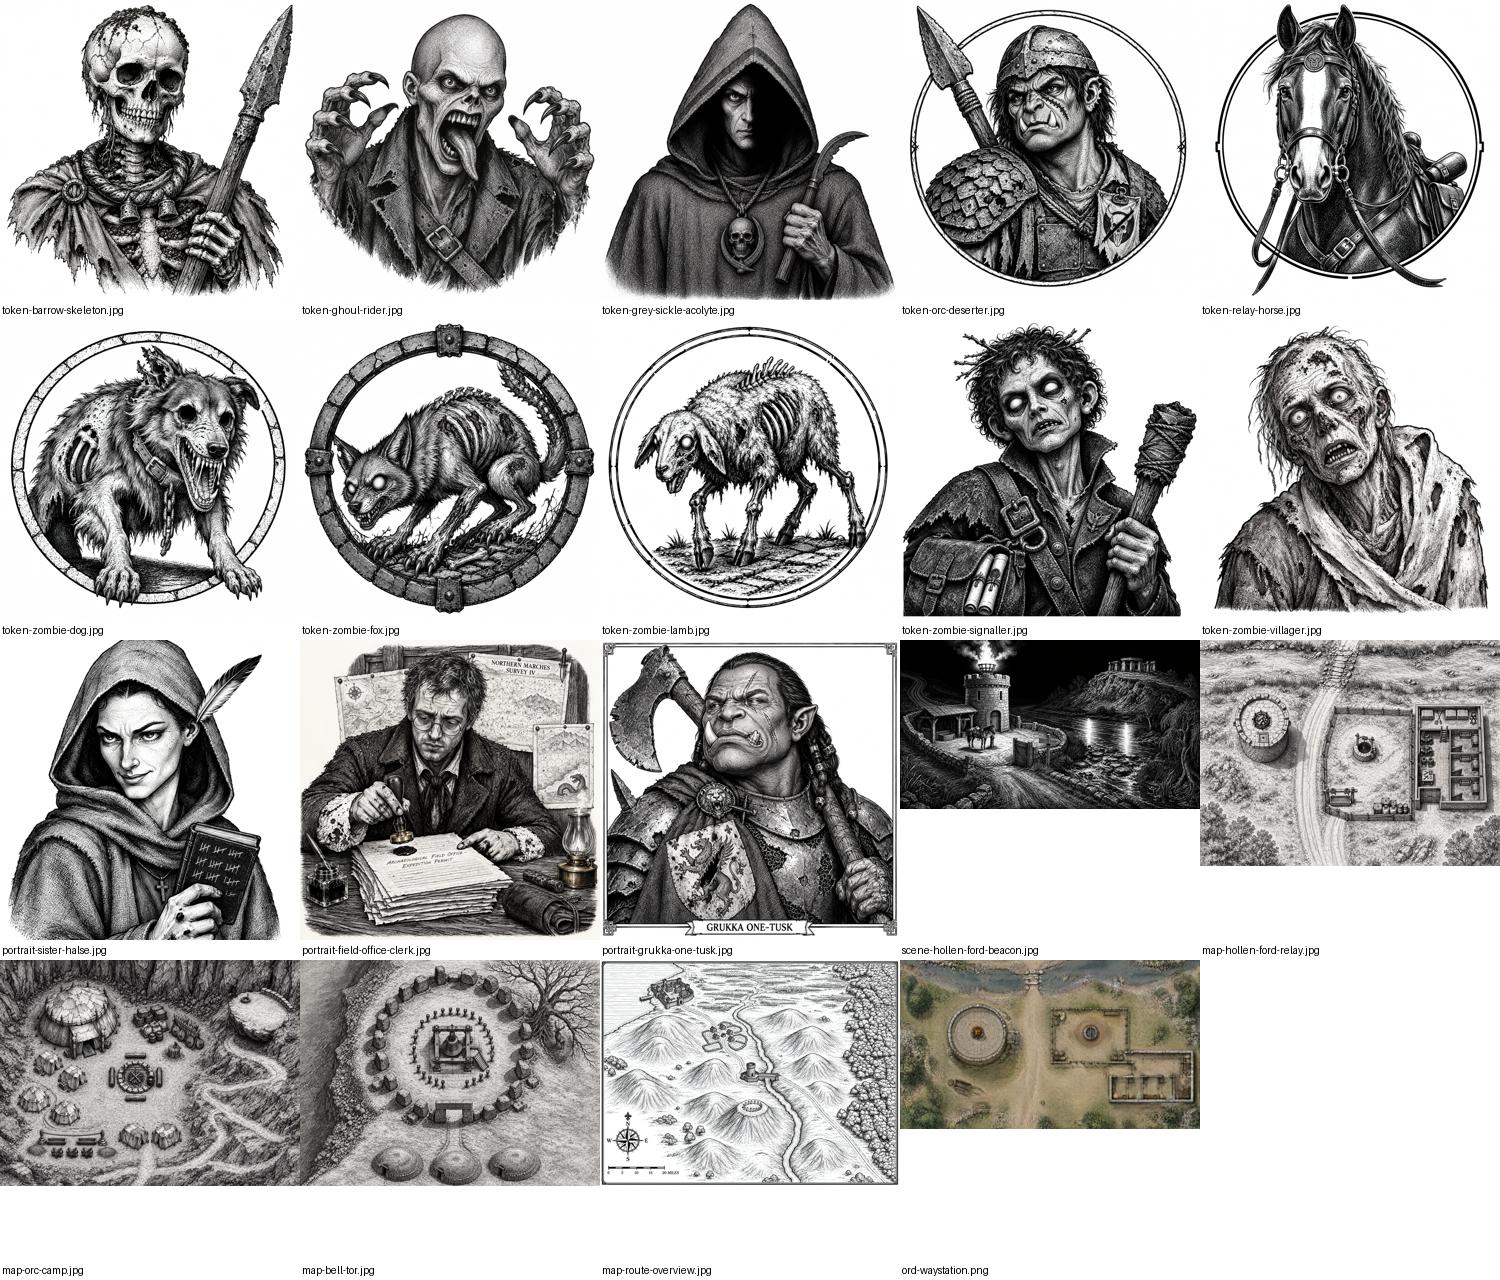 token-barrow-skeleton.jpg
token-ghoul-rider.jpg
token-grey-sickle-acolyte.jpg
token-orc-deserter.jpg
token-relay-horse.jpg
token-zombie-dog.jpg
token-zombie-fox.jpg
token-zombie-lamb.jpg
token-zombie-signaller.jpg
token-zombie-villager.jpg
NORTHERN MARCHES
SURVEY IV
ARCHAEOLOGICAL FIELD OFFICE
EXPEDITION PERMIT
GRUKKA ONE-TUSK
portrait-sister-halse.jpg
portrait-field-office-clerk.jpg
portrait-grukka-one-tusk.jpg
scene-hollen-ford-beacon.jpg
map-hollen-ford-relay.jpg
N
W
E
S
20 MILES
map-orc-camp.jpg
map-bell-tor.jpg
map-route-overview.jpg
ord-waystation.png